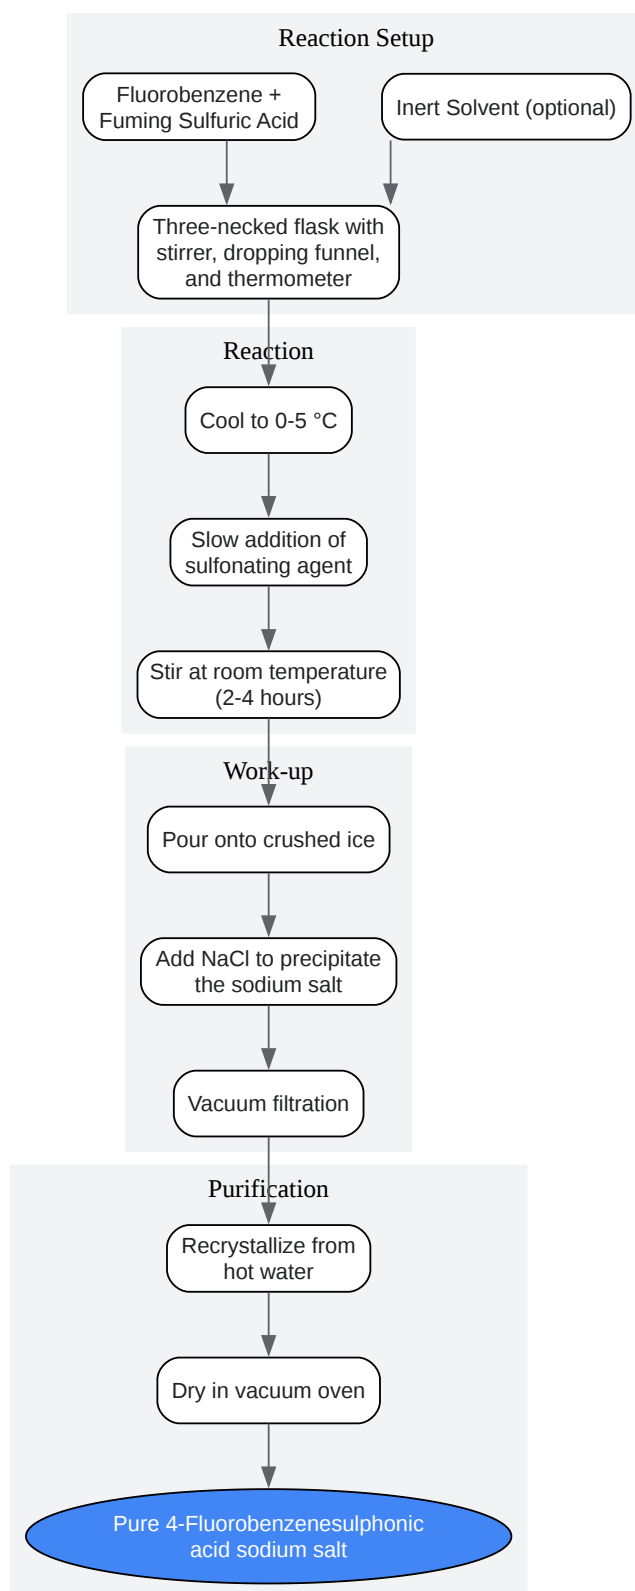 Reaction Setup
Fluorobenzene +
Fuming Sulfuric Acid
Inert Solvent (optional)
Three-necked flask with
stirrer, dropping funnel,
and thermometer
Reaction
Cool to 0-5 °C
Slow addition of
sulfonating agent
Stir at room temperature
(2-4 hours)
Work-up
Pour onto crushed ice
Add NaCl to precipitate
the sodium salt
Vacuum filtration
Purification
Recrystallize from
hot water
Dry in vacuum oven
Pure 4-Fluorobenzenesulphonic
acid sodium salt